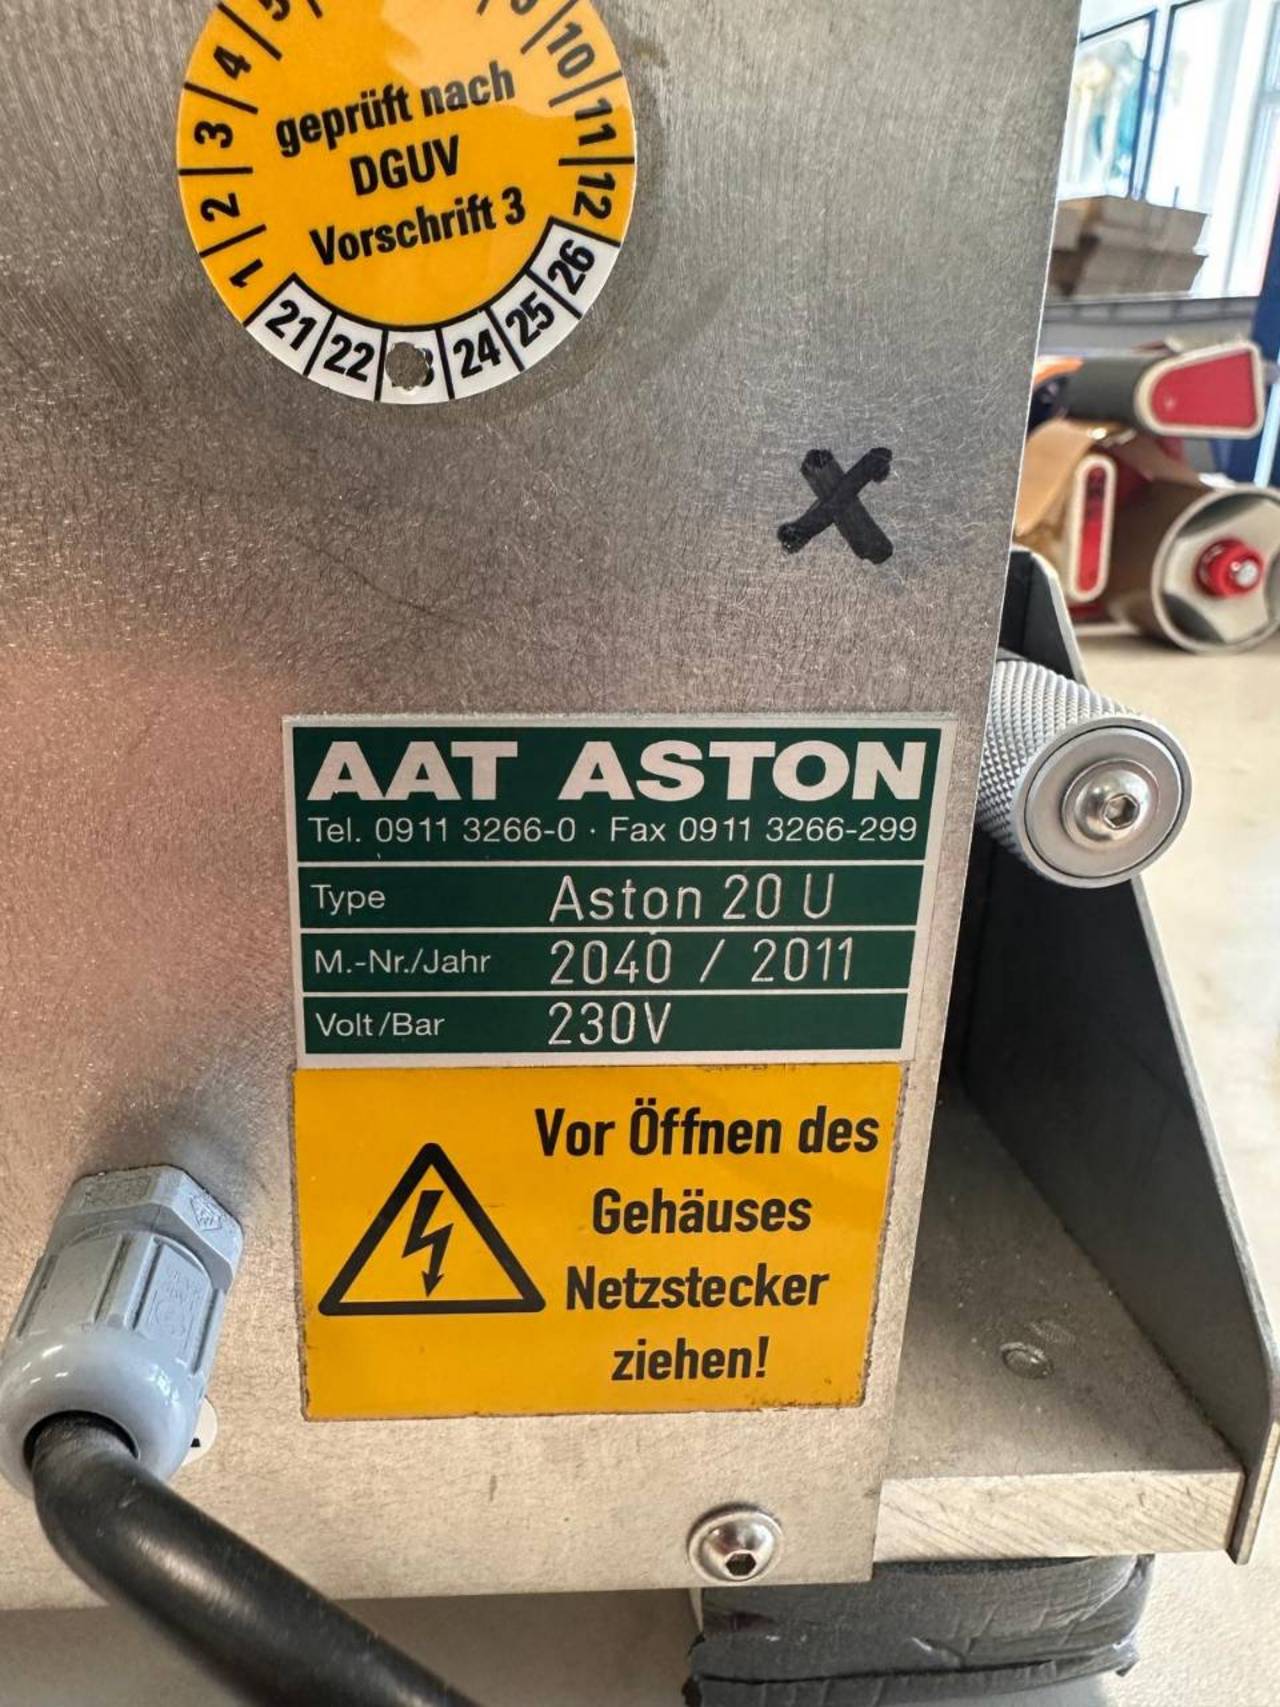 5
9
4
10
3
11
2
12
1
geprüft nach
DGUV
Vorschrift 3
21 22 24 25 26
X
AAT ASTON
Tel. 0911 3266-0 · Fax 0911 3266-299
Type Aston 20 U
M.-Nr./Jahr 2040 / 2011
Volt/Bar 230V
Vor Öffnen des
Gehäuses
Netzstecker
ziehen!